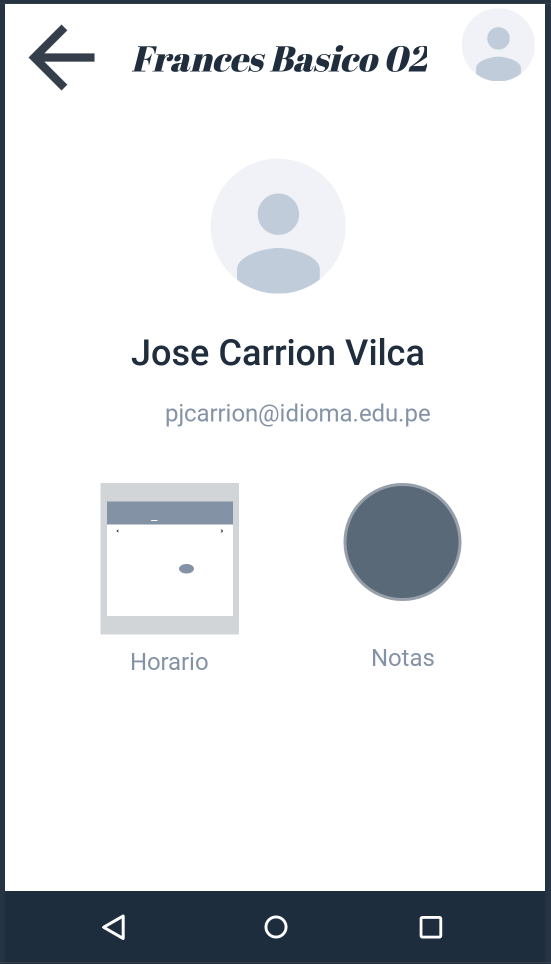 Frances Basico 02
Jose Carrion Vilca
pjcarrion@idioma.edu.pe
Horario
Notas